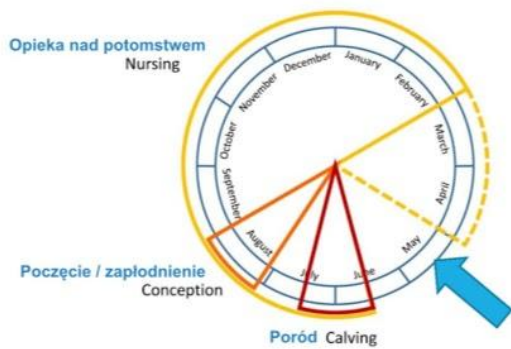 Opieka nad potomstwem
Nursing
December
January
November
February
October
March
September
April
August
May
July
June
Poczęcie / zapłodnienie
Conception
Poród Calving